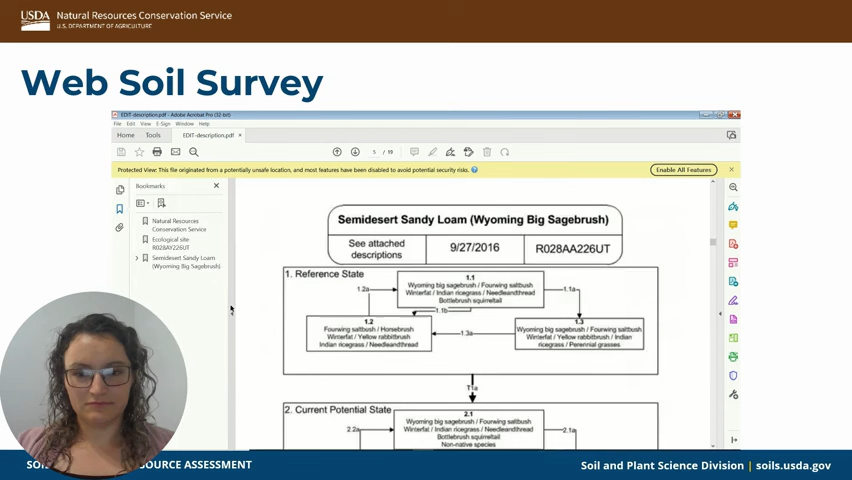 USDA Natural Resources Conservation Service
U.S. DEPARTMENT OF AGRICULTURE
Web Soil Survey
EDIT-description.pdf - Adobe Acrobat Pro (32-bit)
File Edit View E-Sign Window Help
Home Tools EDIT-description.pdf ×
5 / 19
Protected View: This file originated from a potentially unsafe location, and most features have been disabled to avoid potential security risks.
Enable All Features
Bookmarks
Natural Resources
Conservation Service
Ecological site
R028AY226UT
Semidesert Sandy Loam
(Wyoming Big Sagebrush)
Semidesert Sandy Loam (Wyoming Big Sagebrush)
See attached
descriptions
9/27/2016
R028AA226UT
1. Reference State
1.1
Wyoming big sagebrush / Fourwing saltbush
Winterfat / Indian ricegrass / Needleandthread
Bottlebrush squirreltail
1.2a
1.1a
1.1b
1.2
Fourwing saltbush / Horsebrush
Winterfat / Yellow rabbitbrush
Indian ricegrass / Needleandthread
1.3a
1.3
Wyoming big sagebrush / Fourwing saltbush
Winterfat / Yellow rabbitbrush / Indian
ricegrass / Perennial grasses
2. Current Potential State
2.1
Wyoming big sagebrush / Fourwing saltbush
Winterfat / Indian ricegrass / Needleandthread
Bottlebrush squirreltail
Non-native species
2.2a
2.1a
SOURCE ASSESSMENT
Soil and Plant Science Division | soils.usda.gov